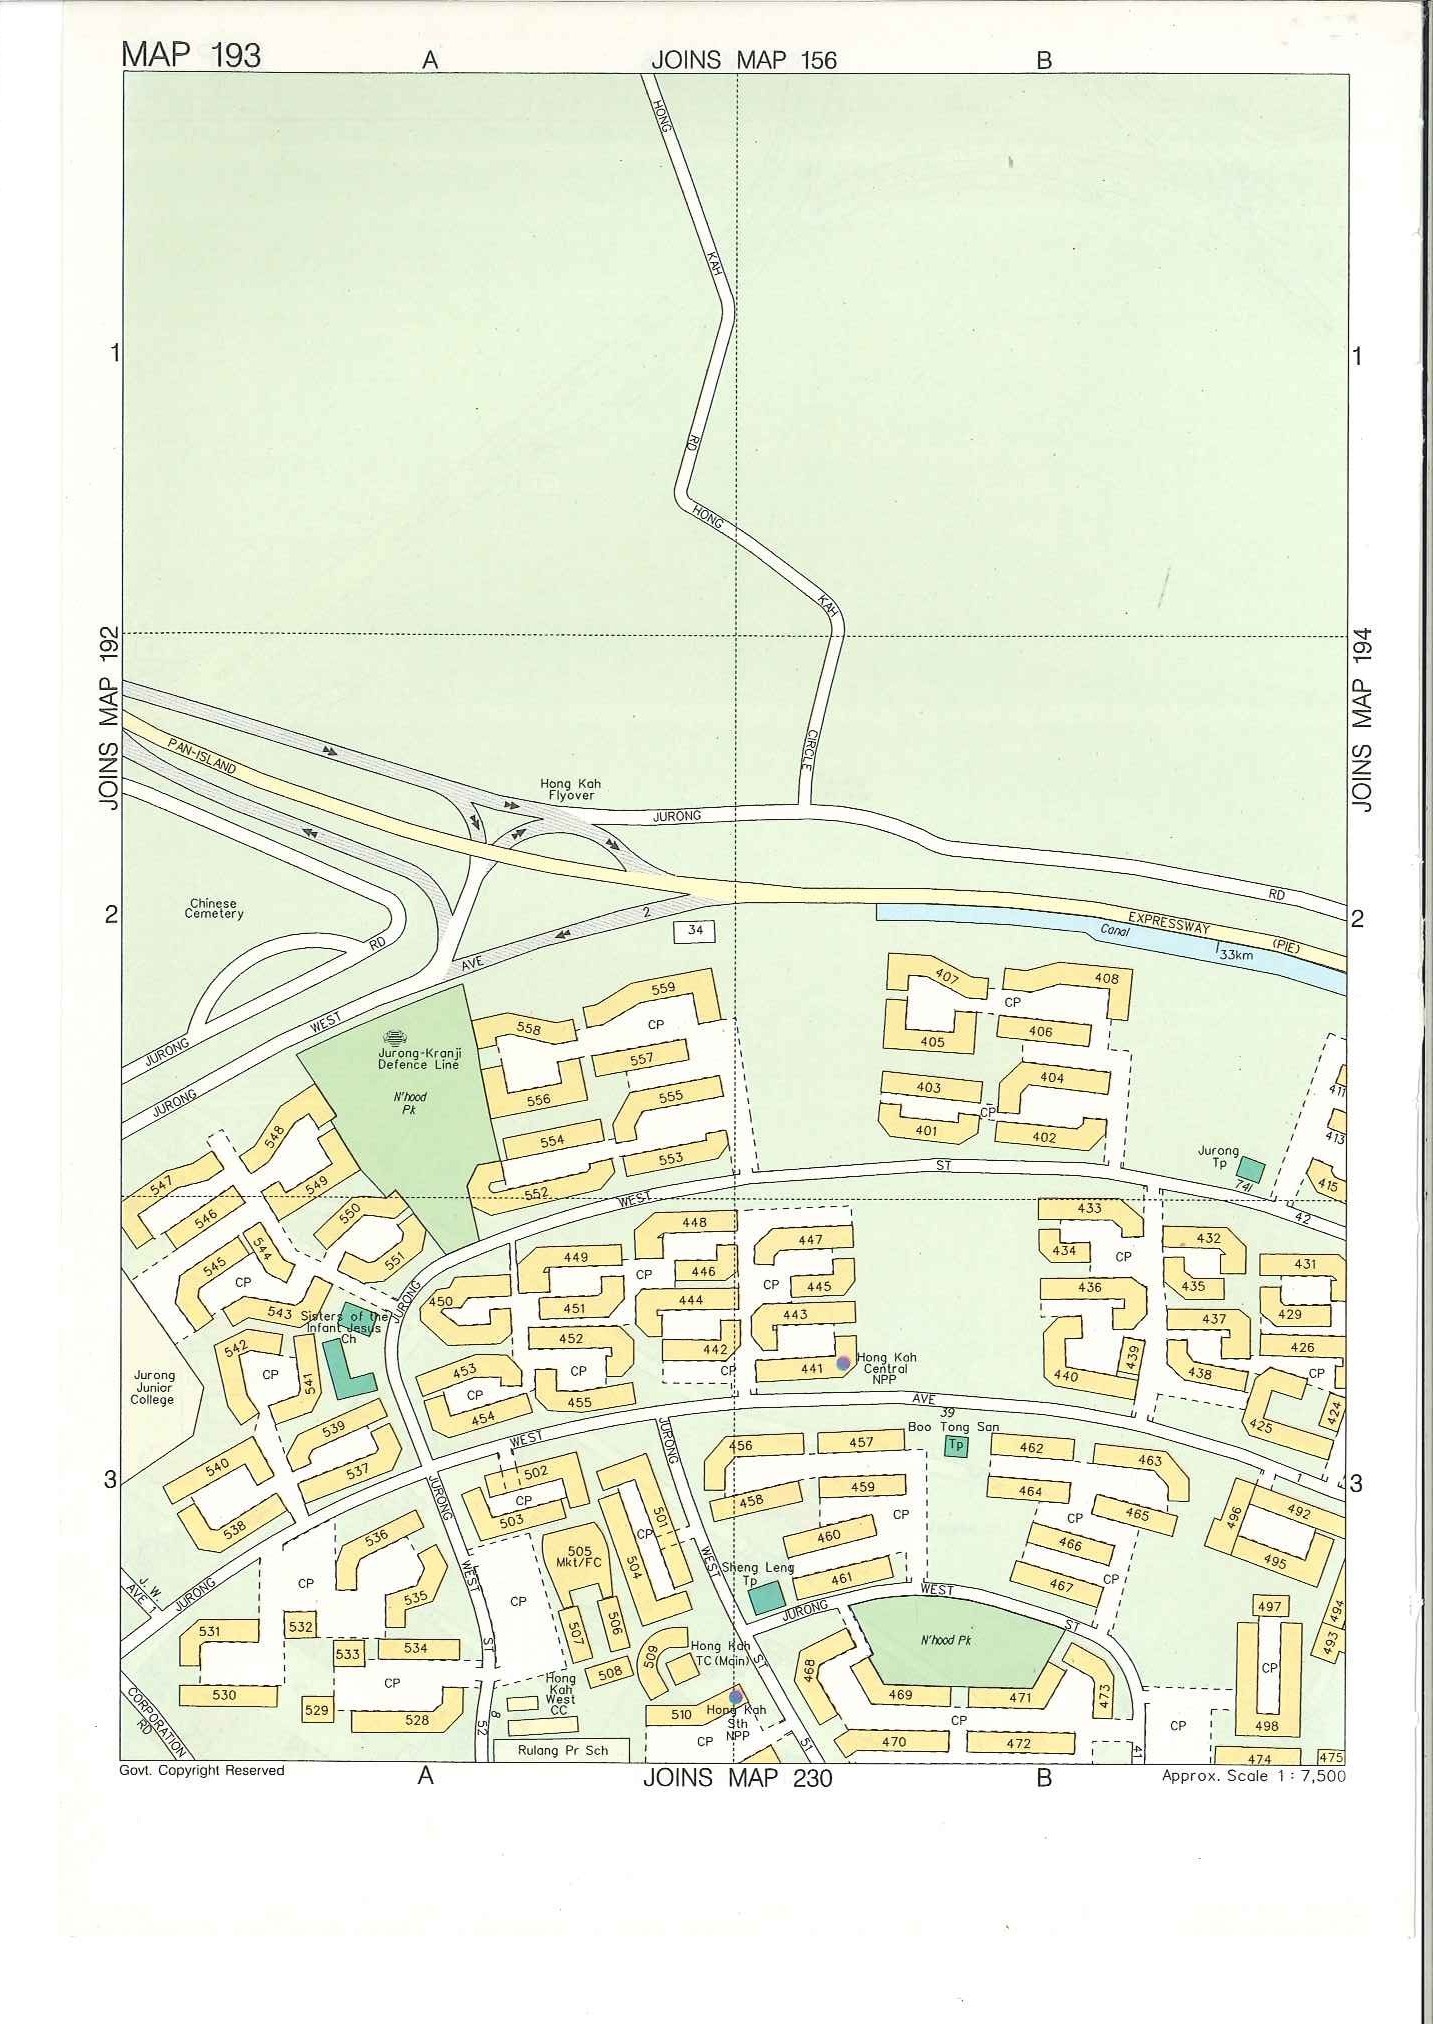 MAP 193
A
JOINS MAP 156
B
HONG
KAH
1
1
RD
HONG
KAH
JOINS MAP 192
JOINS MAP 194
CIRCLE
PAN-ISLAND
Hong Kah
Flyover
JURONG
RD
Chinese
Cemetery
2
2
2
34
EXPRESSWAY
(PIE)
Canal
33km
RD
AVE
WEST
JURONG
JURONG
407
408
CP
406
405
404
403
CP
401
402
559
CP
558
557
556
555
554
553
552
Jurong-Kranji
Defence Line
N'hood
Pk
411
413
415
Jurong
Tp
741
42
ST
WEST
JURONG
548
547
549
546
550
544
545
551
CP
543
Sisters of the
Infant Jesus
Ch
542
CP
541
Jurong
Junior
College
539
540
537
538
448
447
449
CP
446
CP
445
450
451
444
443
452
442
CP
441
Hong Kah
Central
NPP
453
CP
CP
455
454
433
434
CP
432
431
436
435
429
437
426
439
438
CP
440
425
424
AVE
39
Boo Tong San
Tp
WEST
JURONG
1
3
3
456
457
462
463
459
464
458
CP
CP
465
460
466
461
467
CP
496
492
495
502
CP
503
501
CP
504
505
Mkt/FC
506
507
508
509
510
CP
JURONG
WEST
ST
52
8
CP
536
CP
535
532
531
533
534
CP
530
529
528
J. W.
AVE 1
JURONG
CORPORATION
RD
WEST
ST
51
Sheng Leng
Tp
JURONG
WEST
ST
41
N'hood Pk
Hong Kah
TC (Main)
Hong Kah
Sth
NPP
Hong
Kah
West
CC
Rulang Pr Sch
468
469
471
473
CP
470
472
CP
497
CP
494
493
498
474
475
Govt. Copyright Reserved
A
JOINS MAP 230
B
Approx. Scale 1 : 7,500